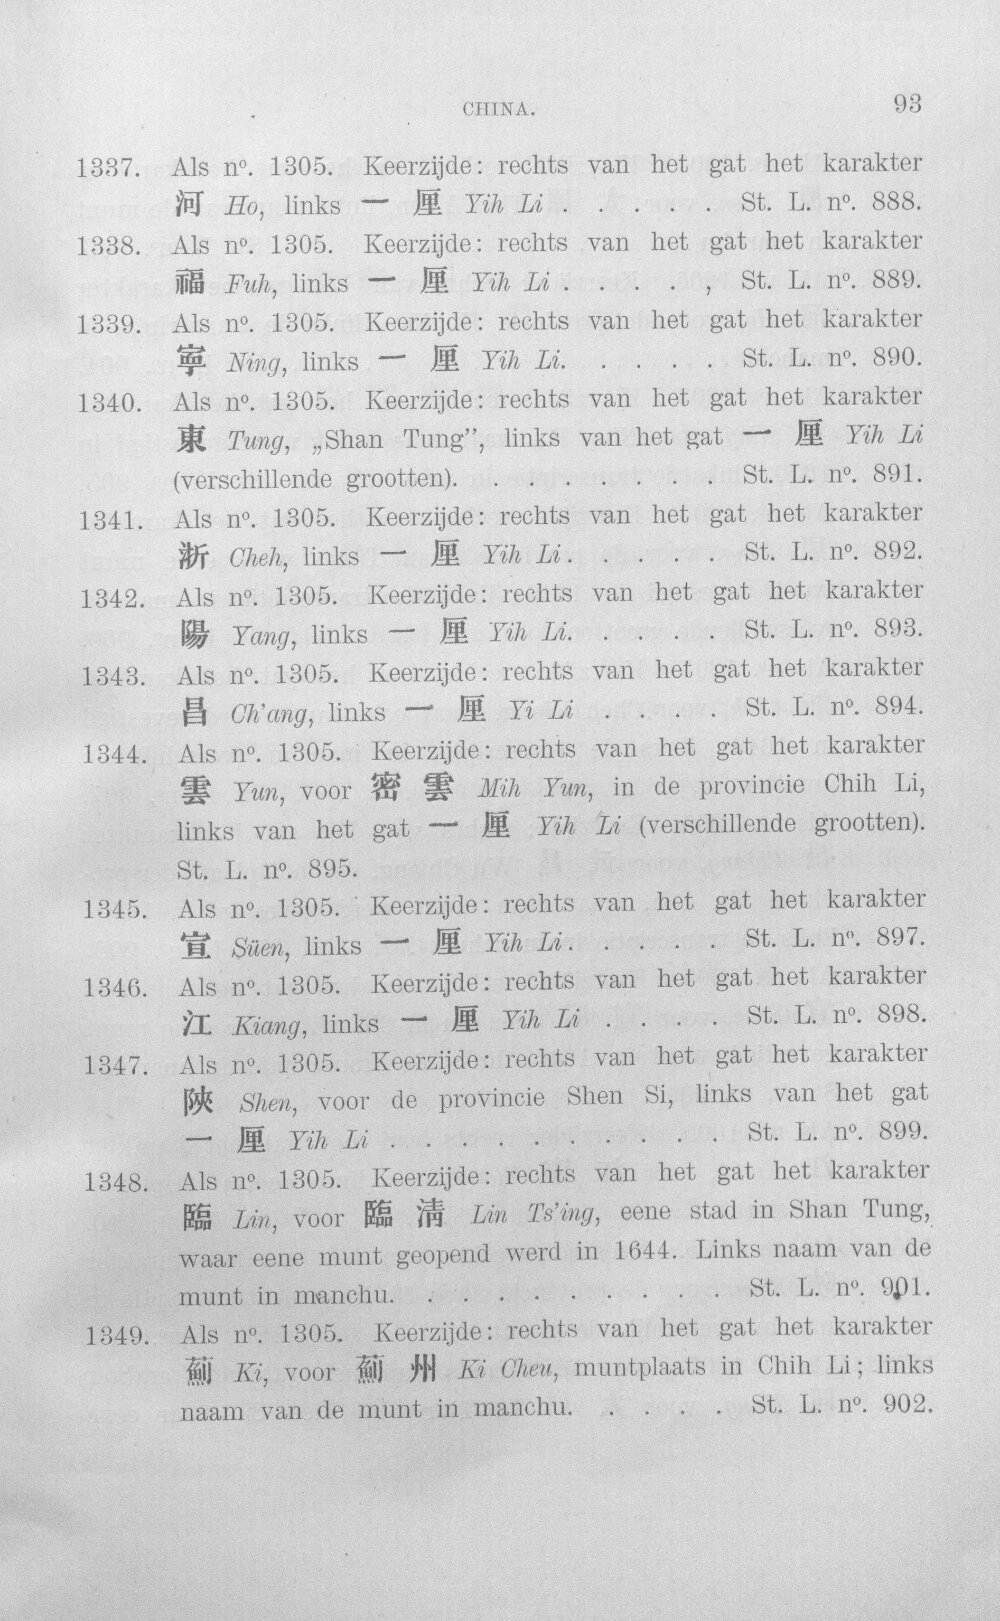 CHINA.
93
1337. Als nº. 1305. Keerzijde: rechts van het gat het karakter
河 Ho, links 一 厘 Yih Li . . . . . St. L. nº. 888.
1338. Als nº. 1305. Keerzijde: rechts van het gat het karakter
福 Fuh, links 一 厘 Yih Li . . . . , St. L. nº. 889.
1339. Als nº. 1305. Keerzijde: rechts van het gat het karakter
寧 Ning, links 一 厘 Yih Li. . . . . St. L. nº. 890.
1340. Als nº. 1305. Keerzijde: rechts van het gat het karakter
東 Tung, „Shan Tung”, links van het gat 一 厘 Yih Li
(verschillende grootten). . . . . . . . St. L. nº. 891.
1341. Als nº. 1305. Keerzijde: rechts van het gat het karakter
浙 Cheh, links 一 厘 Yih Li. . . . . St. L. nº. 892.
1342. Als nº. 1305. Keerzijde: rechts van het gat het karakter
陽 Yang, links 一 厘 Yih Li. . . . . St. L. nº. 893.
1343. Als nº. 1305. Keerzijde: rechts van het gat het karakter
昌 Ch’ang, links 一 厘 Yi Li . . . . St. L. nº. 894.
1344. Als nº. 1305. Keerzijde: rechts van het gat het karakter
雲 Yun, voor 密 雲 Mih Yun, in de provincie Chih Li,
links van het gat 一 厘 Yih Li (verschillende grootten).
St. L. nº. 895.
1345. Als nº. 1305. Keerzijde: rechts van het gat het karakter
宣 Süen, links 一 厘 Yih Li. . . . . St. L. nº. 897.
1346. Als nº. 1305. Keerzijde: rechts van het gat het karakter
江 Kiang, links 一 厘 Yih Li . . . . St. L. nº. 898.
1347. Als nº. 1305. Keerzijde: rechts van het gat het karakter
陝 Shen, voor de provincie Shen Si, links van het gat
一 厘 Yih Li . . . . . . . . . . St. L. nº. 899.
1348. Als nº. 1305. Keerzijde: rechts van het gat het karakter
臨 Lin, voor 臨 清 Lin Ts’ing, eene stad in Shan Tung,
waar eene munt geopend werd in 1644. Links naam van de
munt in manchu. . . . . . . . . . St. L. nº. 901.
1349. Als nº. 1305. Keerzijde: rechts van het gat het karakter
薊 Ki, voor 薊 州 Ki Cheu, muntplaats in Chih Li; links
naam van de munt in manchu. . . . . St. L. nº. 902.